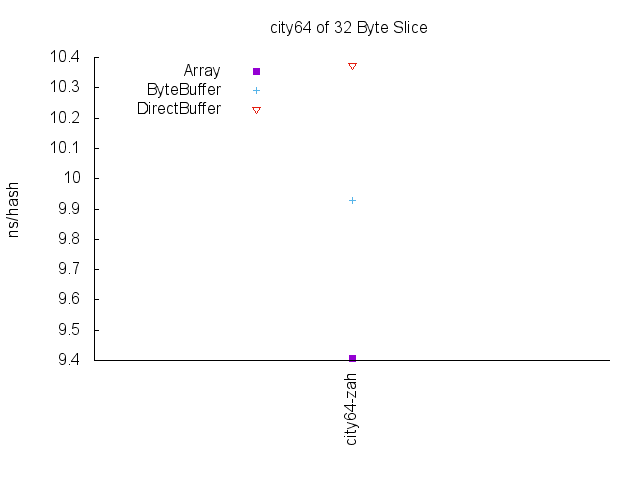 city64 of 32 Byte Slice
10.4
10.3
10.2
10.1
10
9.9
9.8
9.7
9.6
9.5
9.4
ns/hash
Array
ByteBuffer
DirectBuffer
city64-zah